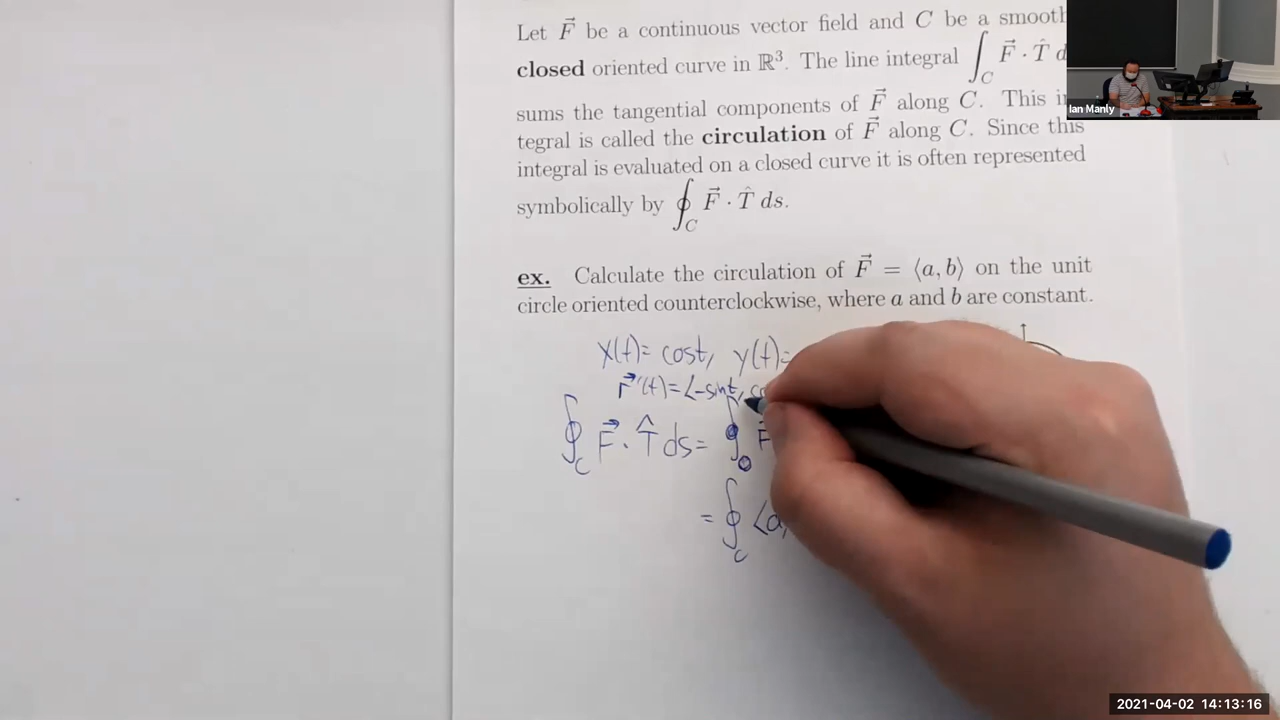 Let F⃗ be a continuous vector field and C be a smooth
closed oriented curve in ℝ³. The line integral ∫_C F⃗ · T̂ d
sums the tangential components of F⃗ along C. This in-
tegral is called the circulation of F⃗ along C. Since this
integral is evaluated on a closed curve it is often represented
symbolically by ∮_C F⃗ · T̂ ds.
ex. Calculate the circulation of F⃗ = ⟨a, b⟩ on the unit
circle oriented counterclockwise, where a and b are constant.
x(t)= cost, y(t)=
r⃗'(t)=<-sint,
∮_C F⃗ · T̂ ds= ∮
= ∮_C <a,
Ian Manly
2021-04-02 14:13:16